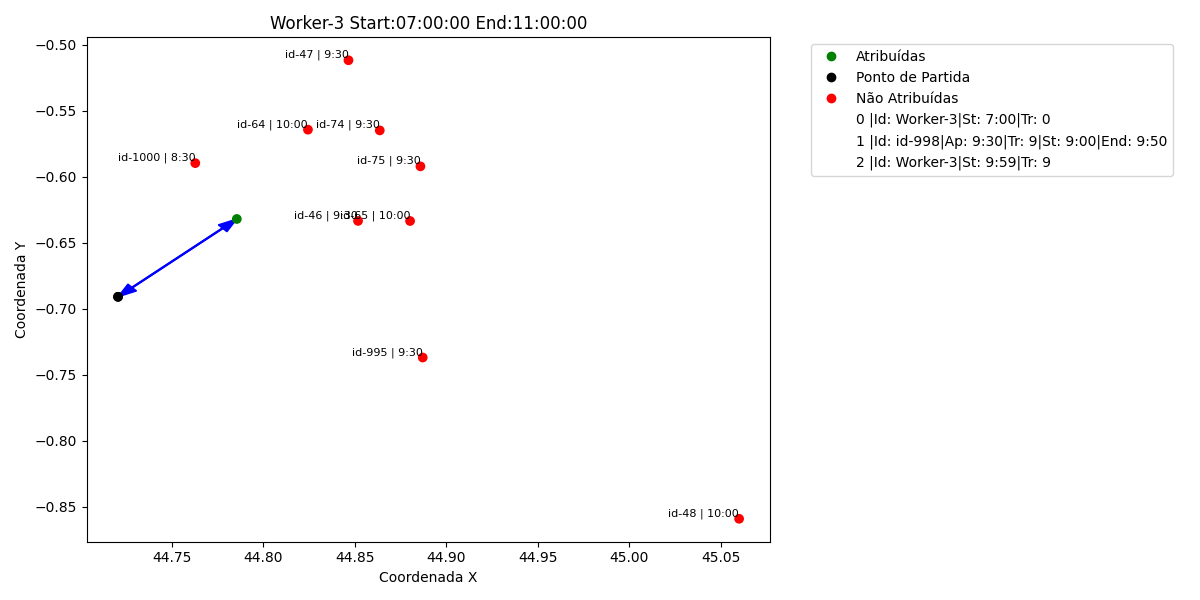 Worker-3 Start:07:00:00 End:11:00:00
−0.50
−0.55
−0.60
−0.65
−0.70
−0.75
−0.80
−0.85
Coordenada Y
id-47 | 9:30
id-64 | 10:00
id-74 | 9:30
id-1000 | 8:30
id-75 | 9:30
id-46 | 9:30
id-65 | 10:00
id-995 | 9:30
id-48 | 10:00
44.75
44.80
44.85
44.90
44.95
45.00
45.05
Coordenada X
Atribuídas
Ponto de Partida
Não Atribuídas
0 |Id: Worker-3|St: 7:00|Tr: 0
1 |Id: id-998|Ap: 9:30|Tr: 9|St: 9:00|End: 9:50
2 |Id: Worker-3|St: 9:59|Tr: 9